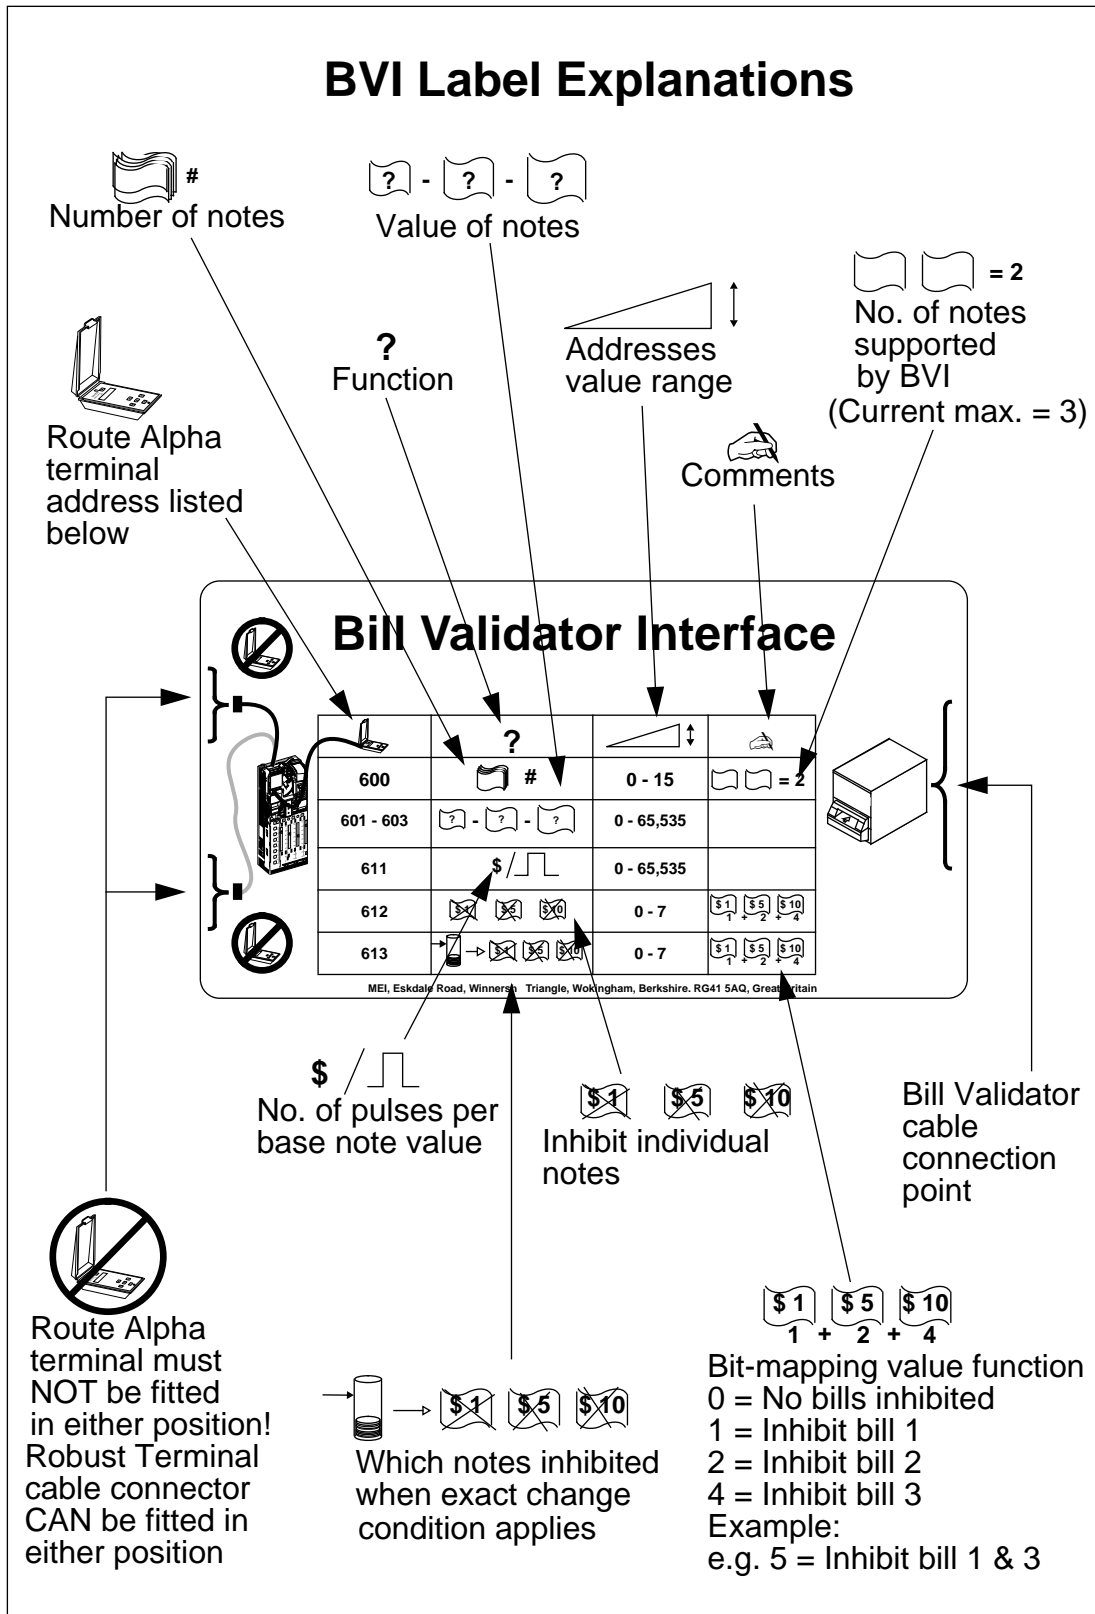 BVI Label Explanations
#
Number of notes
? - ? - ?
Value of notes
= 2
No. of notes
supported
by BVI
(Current max. = 3)
?
Function
Addresses
value range
Route Alpha
terminal
address listed
below
Comments
Bill Validator Interface
?
600 # 0 - 15 = 2
601 - 603 ? - ? - ? 0 - 65,535
611 $ / 0 - 65,535
612 $ 1 $ 5 $ 10 0 - 7 $ 1 $ 5 $ 10
1 + 2 + 4
613 $ 1 $ 5 $ 10 0 - 7 $ 1 $ 5 $ 10
1 + 2 + 4
MEI, Eskdale Road, Winnersh Triangle, Wokingham, Berkshire. RG41 5AQ, Great Britain
$ /
No. of pulses per
base note value
$ 1 $ 5 $ 10
Inhibit individual
notes
Bill Validator
cable
connection
point
Route Alpha
terminal must
NOT be fitted
in either position!
Robust Terminal
cable connector
CAN be fitted in
either position
$ 1 $ 5 $ 10
Which notes inhibited
when exact change
condition applies
$ 1 $ 5 $ 10
1 + 2 + 4
Bit-mapping value function
0 = No bills inhibited
1 = Inhibit bill 1
2 = Inhibit bill 2
4 = Inhibit bill 3
Example:
e.g. 5 = Inhibit bill 1 & 3